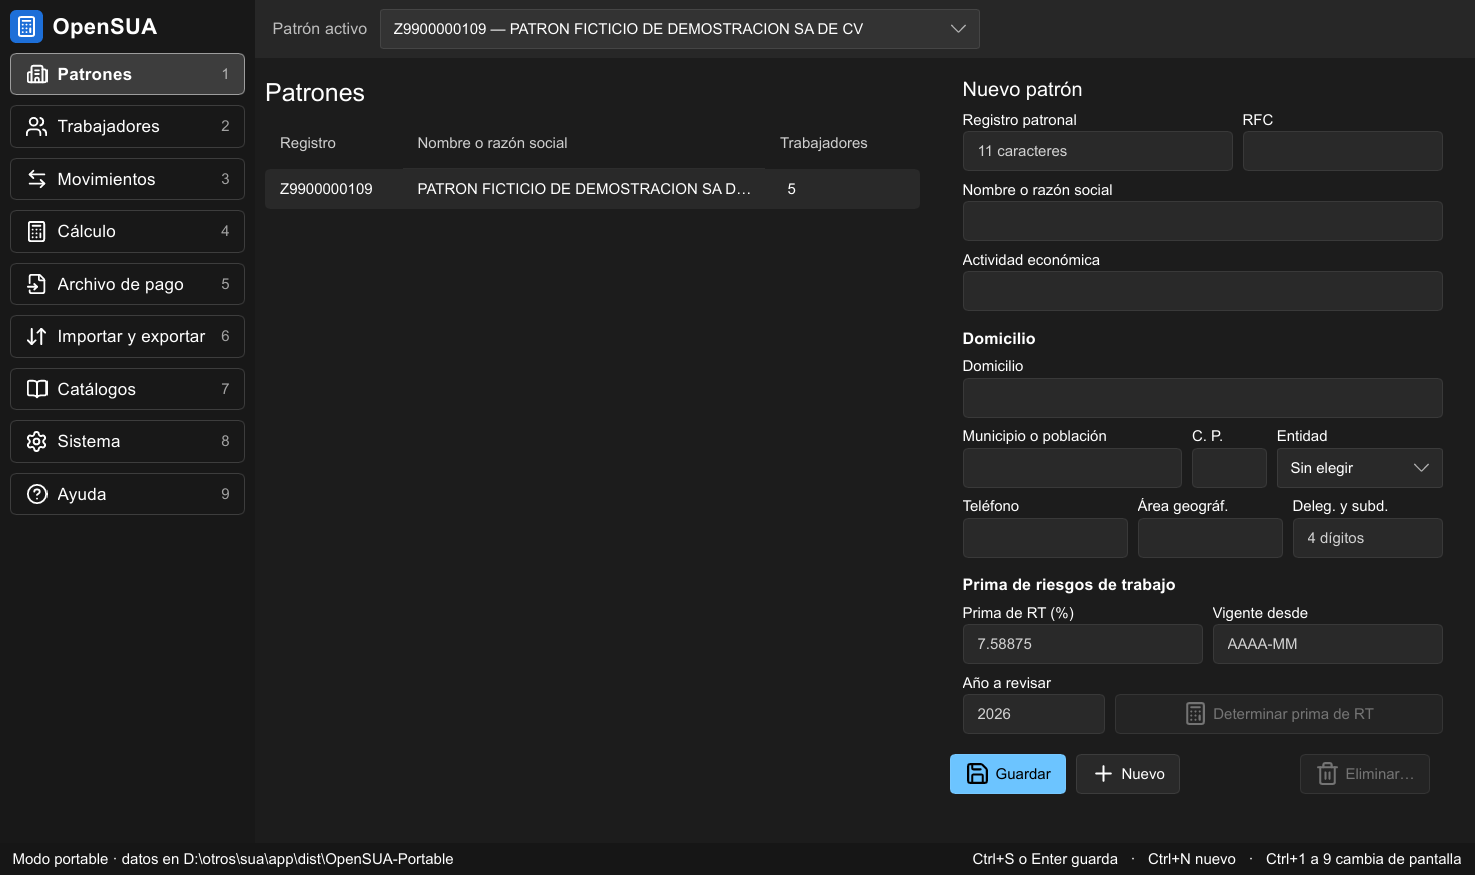 OpenSUA
Patrones 1
Trabajadores 2
Movimientos 3
Cálculo 4
Archivo de pago 5
Importar y exportar 6
Catálogos 7
Sistema 8
Ayuda 9
Patrón activo Z9900000109 — PATRON FICTICIO DE DEMOSTRACION SA DE CV
Patrones
Registro Nombre o razón social Trabajadores
Z9900000109 PATRON FICTICIO DE DEMOSTRACION SA D… 5
Nuevo patrón
Registro patronal RFC
11 caracteres
Nombre o razón social
Actividad económica
Domicilio
Domicilio
Municipio o población C. P. Entidad
Sin elegir
Teléfono Área geográf. Deleg. y subd.
4 dígitos
Prima de riesgos de trabajo
Prima de RT (%) Vigente desde
7.58875 AAAA-MM
Año a revisar
2026 Determinar prima de RT
Guardar Nuevo Eliminar…
Modo portable · datos en D:\otros\sua\app\dist\OpenSUA-Portable Ctrl+S o Enter guarda · Ctrl+N nuevo · Ctrl+1 a 9 cambia de pantalla